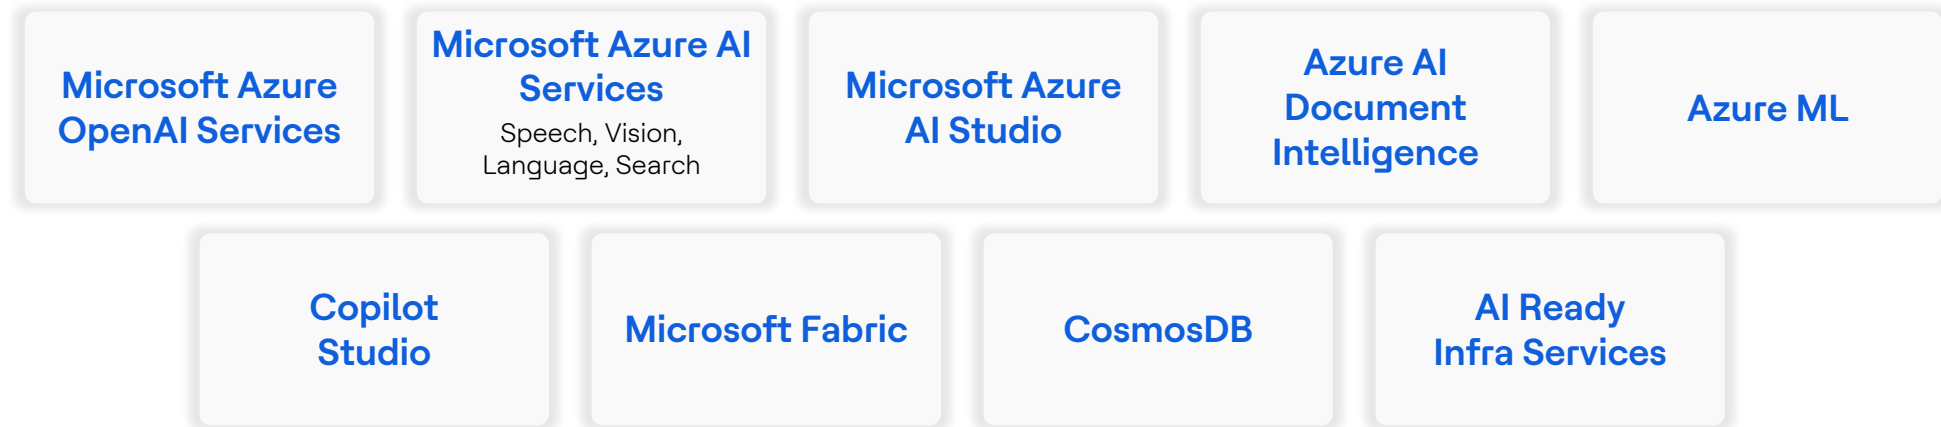 Microsoft Azure
OpenAI Services
Microsoft Azure AI
Services
Speech, Vision,
Language, Search
Microsoft Azure
AI Studio
Azure AI
Document
Intelligence
Azure ML
Copilot
Studio
Microsoft Fabric
CosmosDB
AI Ready
Infra Services